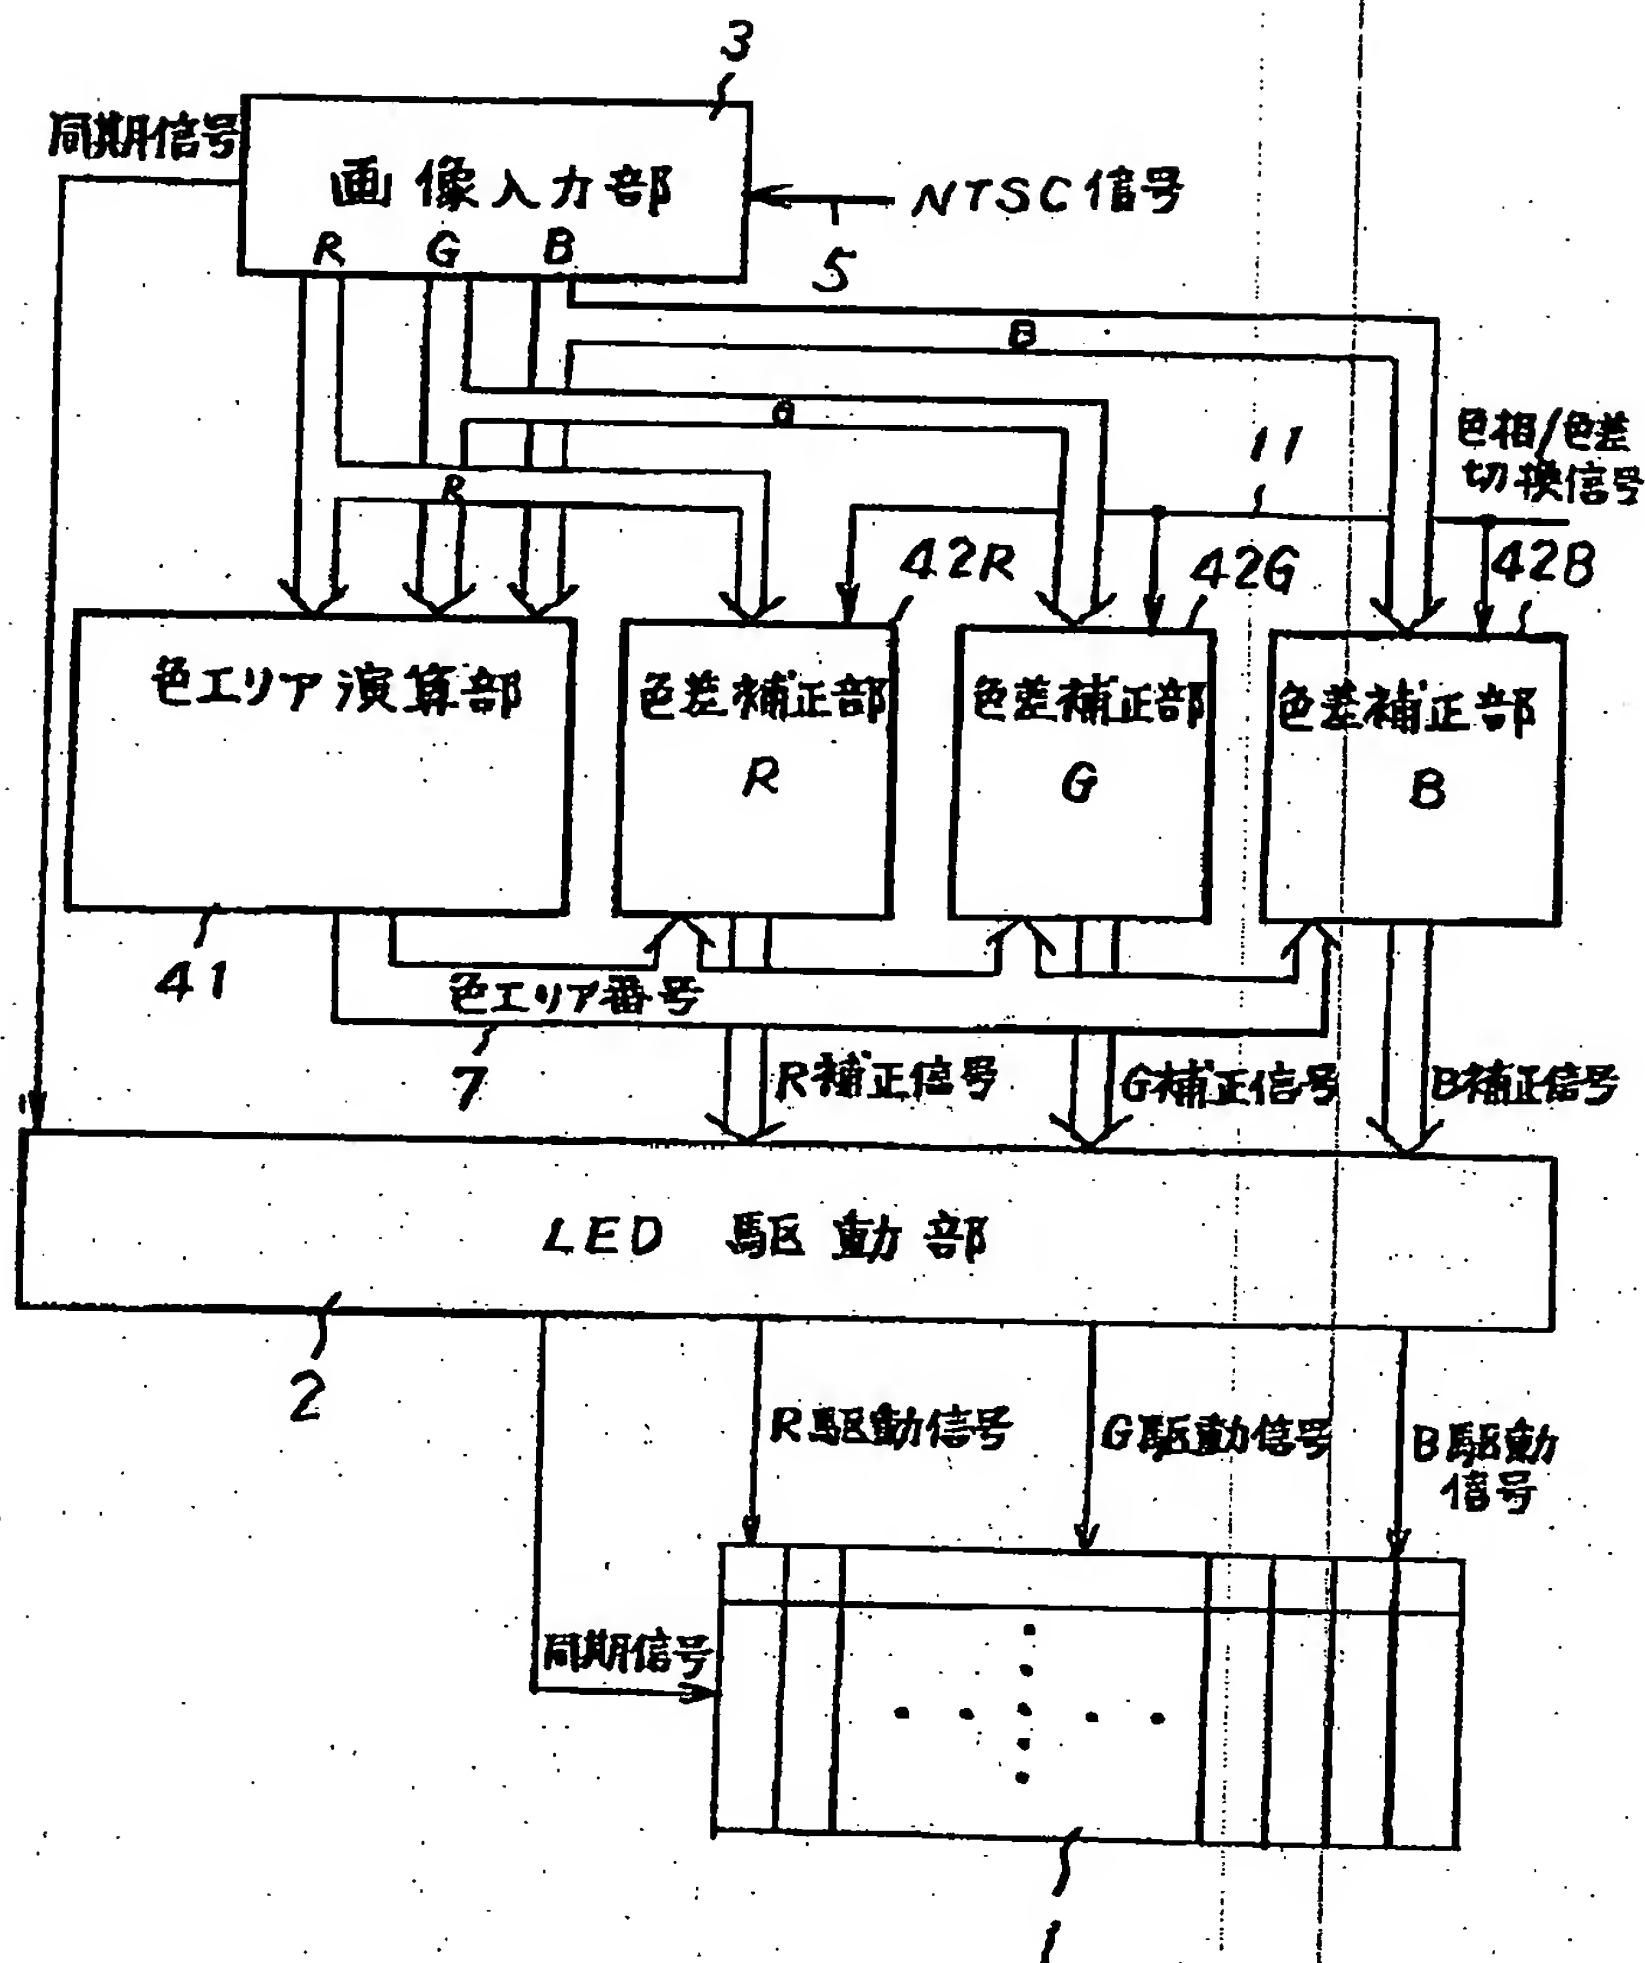 3
同期信号
画像入力部
NTSC信号
R G B
5
B
G
R
11
色相/色差
切換信号
42R
42G
42B
色エリア演算部
色差補正部
R
色差補正部
G
色差補正部
B
41
色エリア番号
7
R補正信号
G補正信号
B補正信号
LED 駆動部
2
R駆動信号
G駆動信号
B駆動
信号
同期信号
1